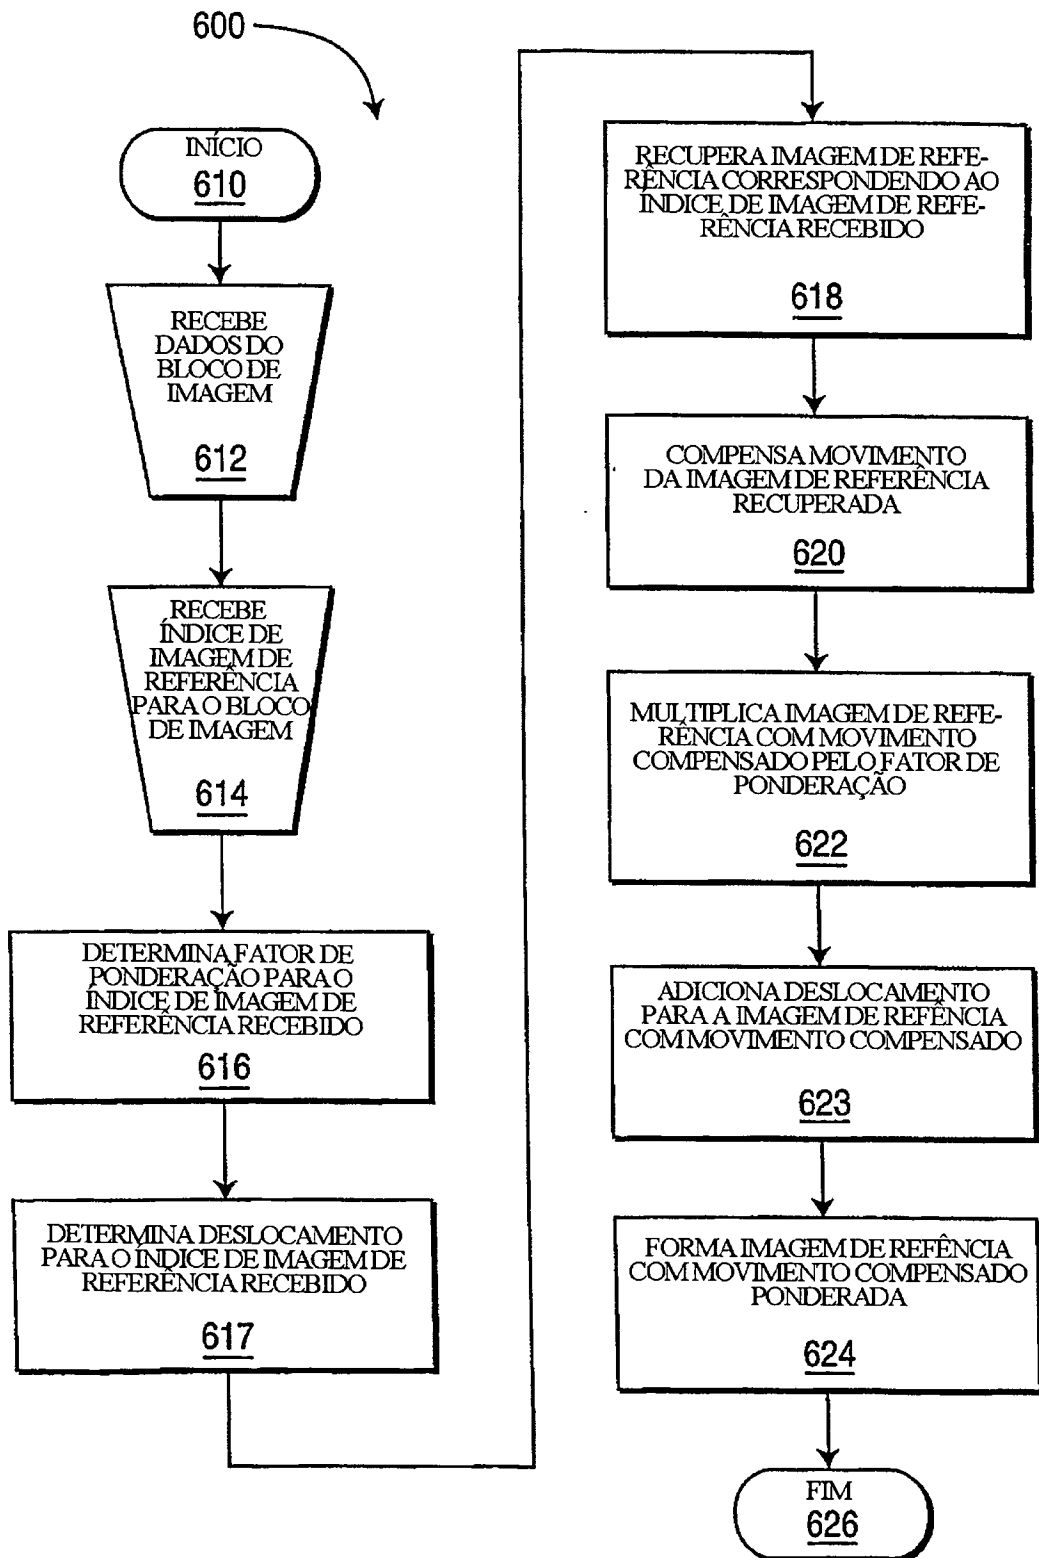 600
INÍCIO
610
RECEBE
DADOS DO
BLOCO DE
IMAGEM
612
RECEBE
ÍNDICE DE
IMAGEM DE
REFERÊNCIA
PARA O BLOCO
DE IMAGEM
614
DETERMINA FATOR DE
PONDERAÇÃO PARA O
ÍNDICE DE IMAGEM DE
REFERÊNCIA RECEBIDO
616
DETERMINA DESLOCAMENTO
PARA O ÍNDICE DE IMAGEM DE
REFERÊNCIA RECEBIDO
617
RECUPERA IMAGEM DE REFE-
RÊNCIA CORRESPONDENDO AO
ÍNDICE DE IMAGEM DE REFE-
RÊNCIA RECEBIDO
618
COMPENSA MOVIMENTO
DA IMAGEM DE REFERÊNCIA
RECUPERADA
620
MULTIPLICA IMAGEM DE REFE-
RÊNCIA COM MOVIMENTO
COMPENSADO PELO FATOR DE
PONDERAÇÃO
622
ADICIONA DESLOCAMENTO
PARA A IMAGEM DE REFÊNCIA
COM MOVIMENTO COMPENSADO
623
FORMA IMAGEM DE REFÊNCIA
COM MOVIMENTO COMPENSADO
PONDERADA
624
FIM
626